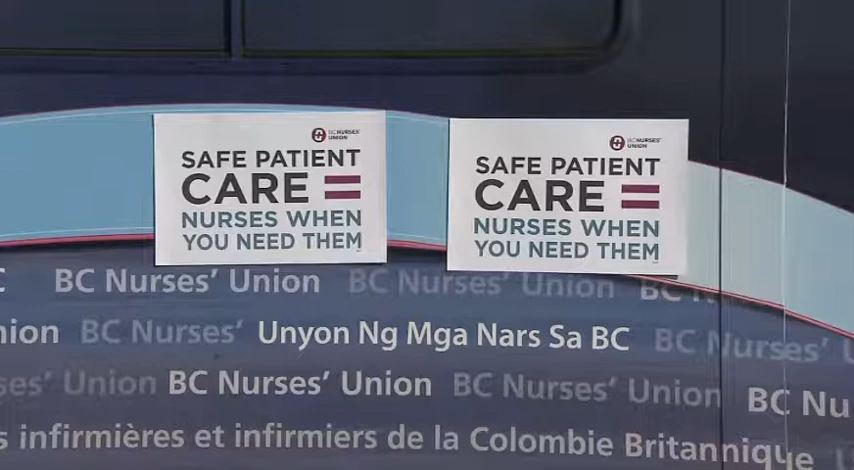 BC NURSES' UNION
SAFE PATIENT
CARE =
NURSES WHEN
YOU NEED THEM
BC NURSES' UNION
SAFE PATIENT
CARE =
NURSES WHEN
YOU NEED THEM
C BC Nurses' Union BC Nurses' Union BC N
nion BC Nurses' Unyon Ng Mga Nars Sa BC BC Nurses' U
ses' Union BC Nurses' Union BC Nurses' Union BC Nu
s infirmières et infirmiers de la Colombie Britannique